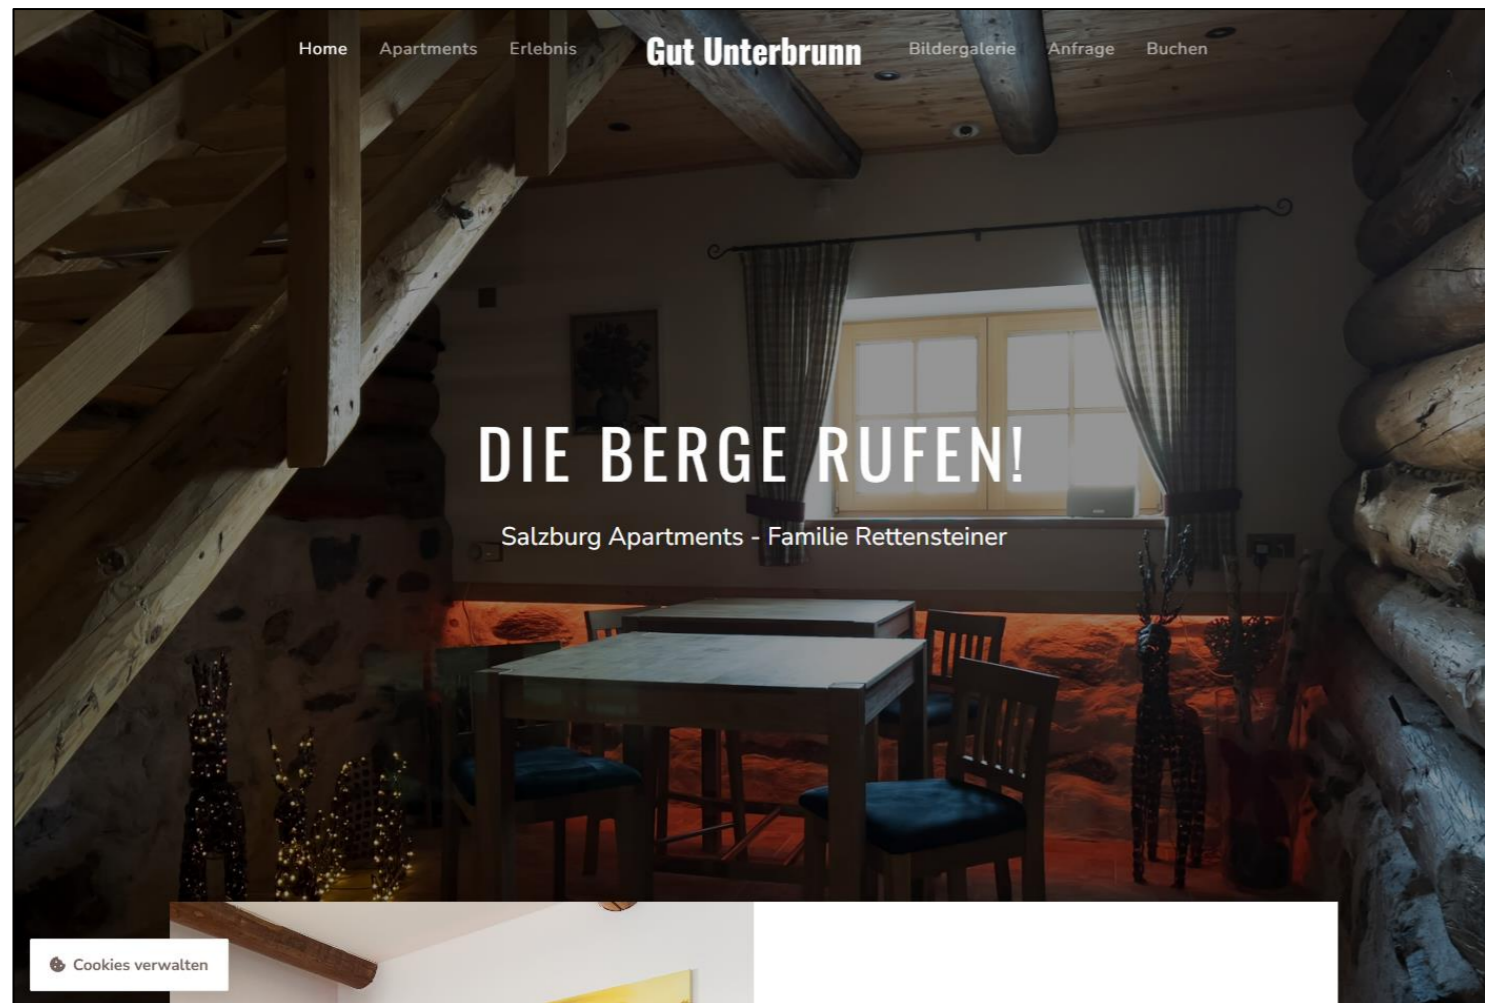 Home Apartments Erlebnis Gut Unterbrunn Bildergalerie Anfrage Buchen
DIE BERGE RUFEN!
Salzburg Apartments - Familie Rettensteiner
Cookies verwalten